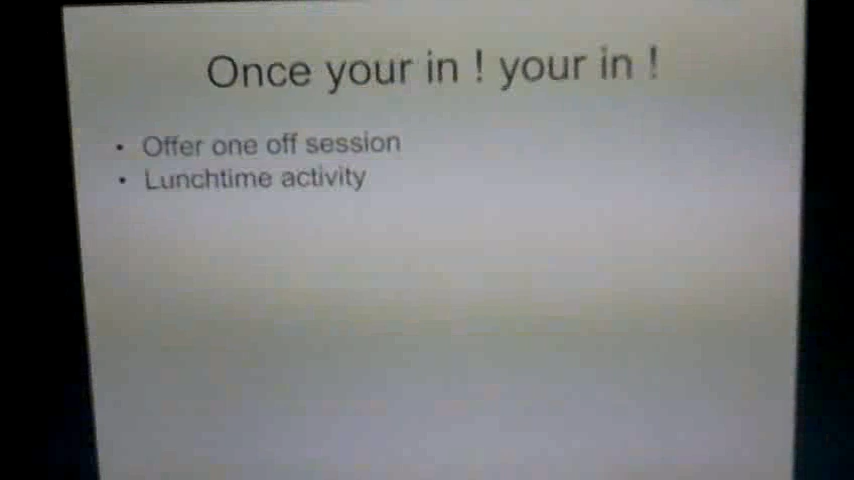 Once your in ! your in !
• Offer one off session
• Lunchtime activity